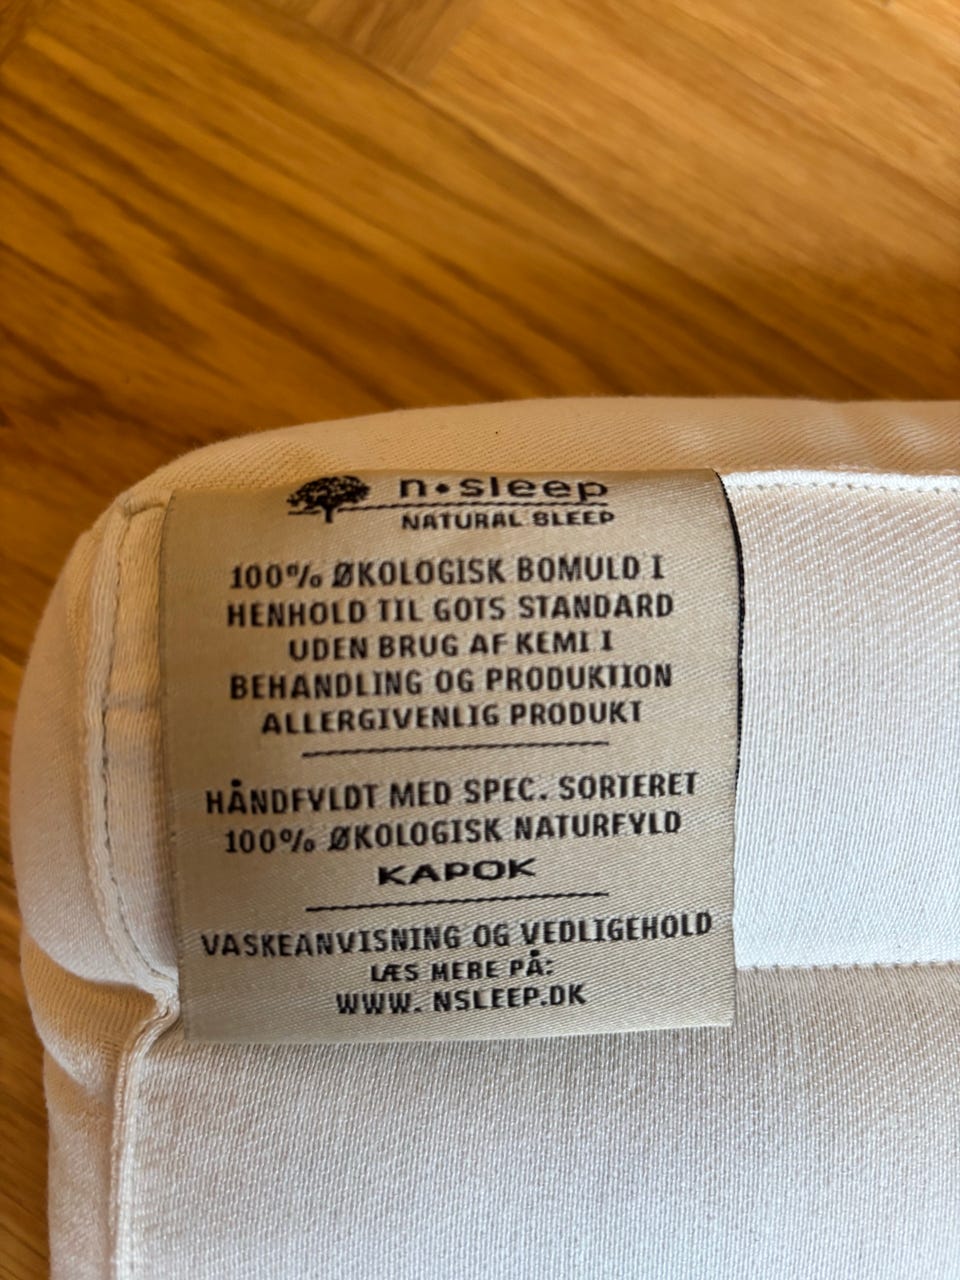 n•sleep
NATURAL SLEEP
100% ØKOLOGISK BOMULD I
HENHOLD TIL GOTS STANDARD
UDEN BRUG AF KEMI I
BEHANDLING OG PRODUKTION
ALLERGIVENLIG PRODUKT
HÅNDFYLDT MED SPEC. SORTERET
100% ØKOLOGISK NATURFYLD
KAPOK
VASKEANVISNING OG VEDLIGEHOLD
LÆS MERE PÅ:
WWW. NSLEEP.DK